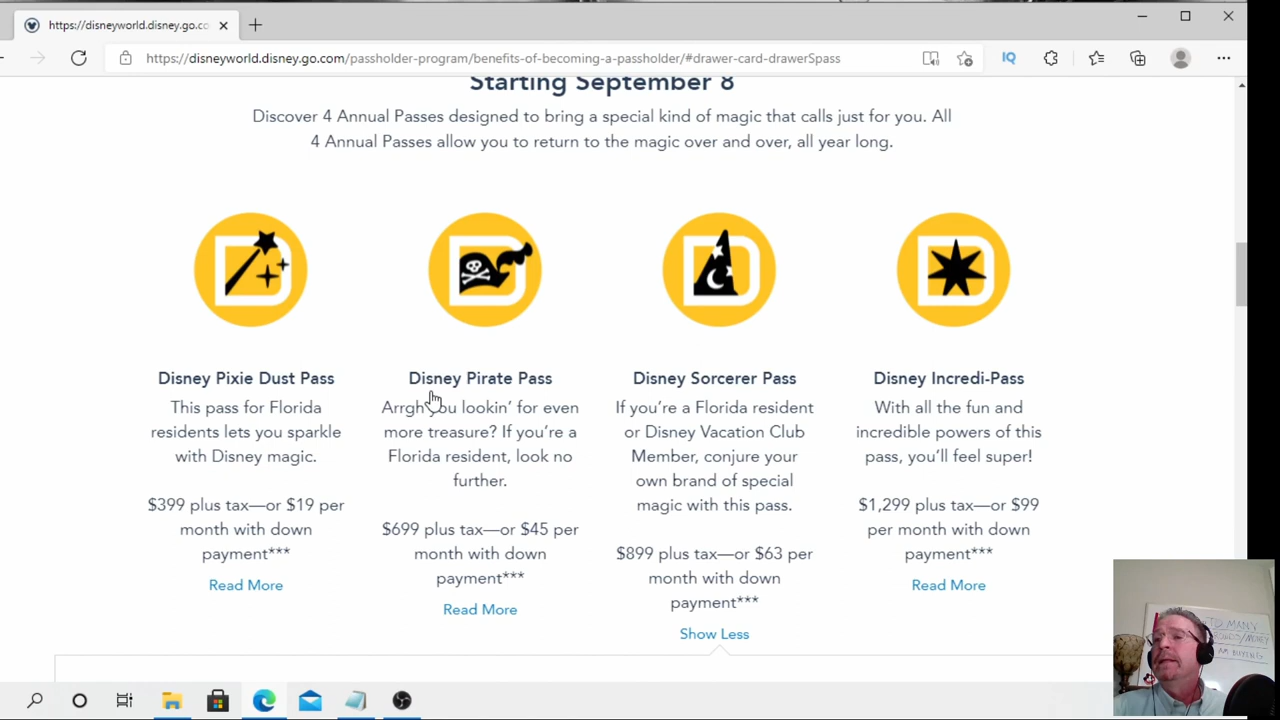 https://disneyworld.disney.go.co
https://disneyworld.disney.go.com/passholder-program/benefits-of-becoming-a-passholder/#drawer-card-drawerSpass
IQ
Starting September 8
Discover 4 Annual Passes designed to bring a special kind of magic that calls just for you. All
4 Annual Passes allow you to return to the magic over and over, all year long.
Disney Pixie Dust Pass
This pass for Florida
residents lets you sparkle
with Disney magic.
$399 plus tax—or $19 per
month with down
payment***
Read More
Disney Pirate Pass
Arrgh you lookin’ for even
more treasure? If you’re a
Florida resident, look no
further.
$699 plus tax—or $45 per
month with down
payment***
Read More
Disney Sorcerer Pass
If you’re a Florida resident
or Disney Vacation Club
Member, conjure your
own brand of special
magic with this pass.
$899 plus tax—or $63 per
month with down
payment***
Show Less
Disney Incredi-Pass
With all the fun and
incredible powers of this
pass, you’ll feel super!
$1,299 plus tax—or $99
per month with down
payment***
Read More
TO MANY